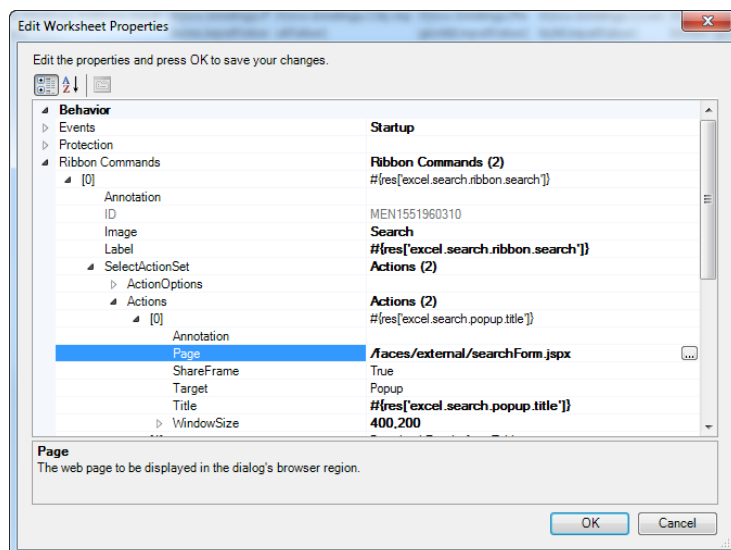 Edit Worksheet Properties
Edit the properties and press OK to save your changes.
Behavior
Events Startup
Protection
Ribbon Commands Ribbon Commands (2)
[0] #{res['excel.search.ribbon.search']}
Annotation
ID MEN1551960310
Image Search
Label #{res['excel.search.ribbon.search']}
SelectActionSet Actions (2)
ActionOptions
Actions Actions (2)
[0] #{res['excel.search.popup.title']}
Annotation
Page /faces/external/searchForm.jspx ...
ShareFrame True
Target Popup
Title #{res['excel.search.popup.title']}
WindowSize 400,200
Page
The web page to be displayed in the dialog's browser region.
OK Cancel